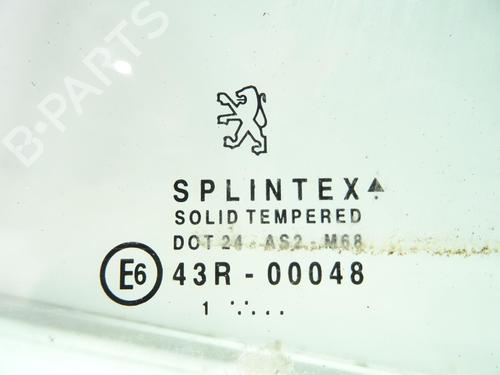 B-PARTS
SPLINTEX
SOLID TEMPERED
DOT 24 - AS2 - M68
E6 43R - 00048
1 ··.···